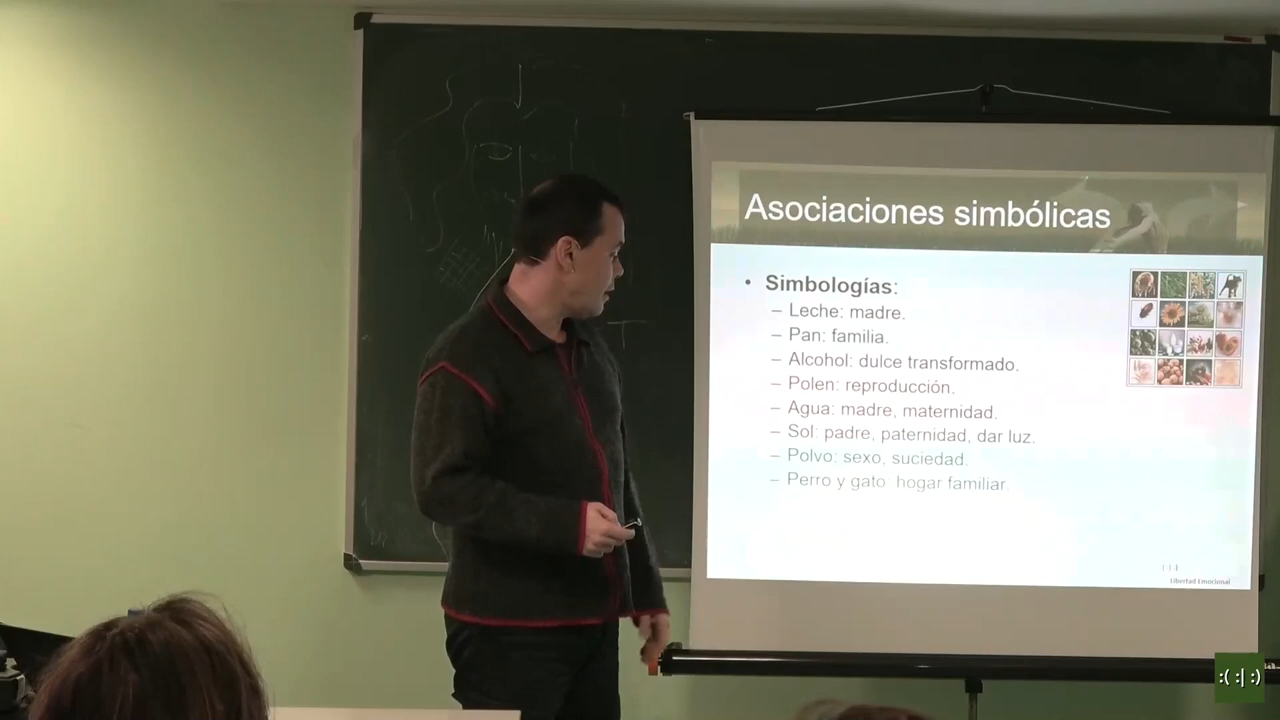 Asociaciones simbólicas
• Simbologías:
– Leche: madre.
– Pan: familia.
– Alcohol: dulce transformado.
– Polen: reproducción.
– Agua: madre, maternidad.
– Sol: padre, paternidad, dar luz.
– Polvo: sexo, suciedad.
– Perro y gato: hogar familiar.
Libertad Emocional
:( :| :)